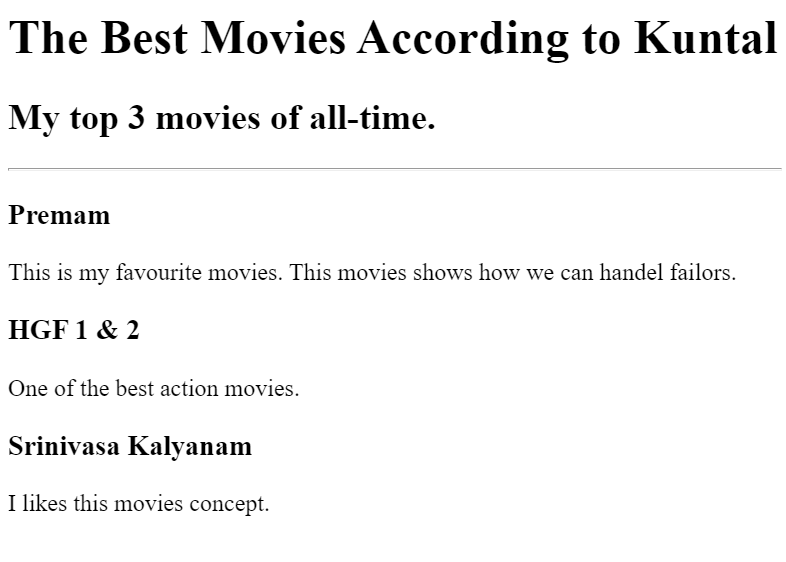 The Best Movies According to Kuntal
My top 3 movies of all-time.
Premam
This is my favourite movies. This movies shows how we can handel failors.
HGF 1 & 2
One of the best action movies.
Srinivasa Kalyanam
I likes this movies concept.